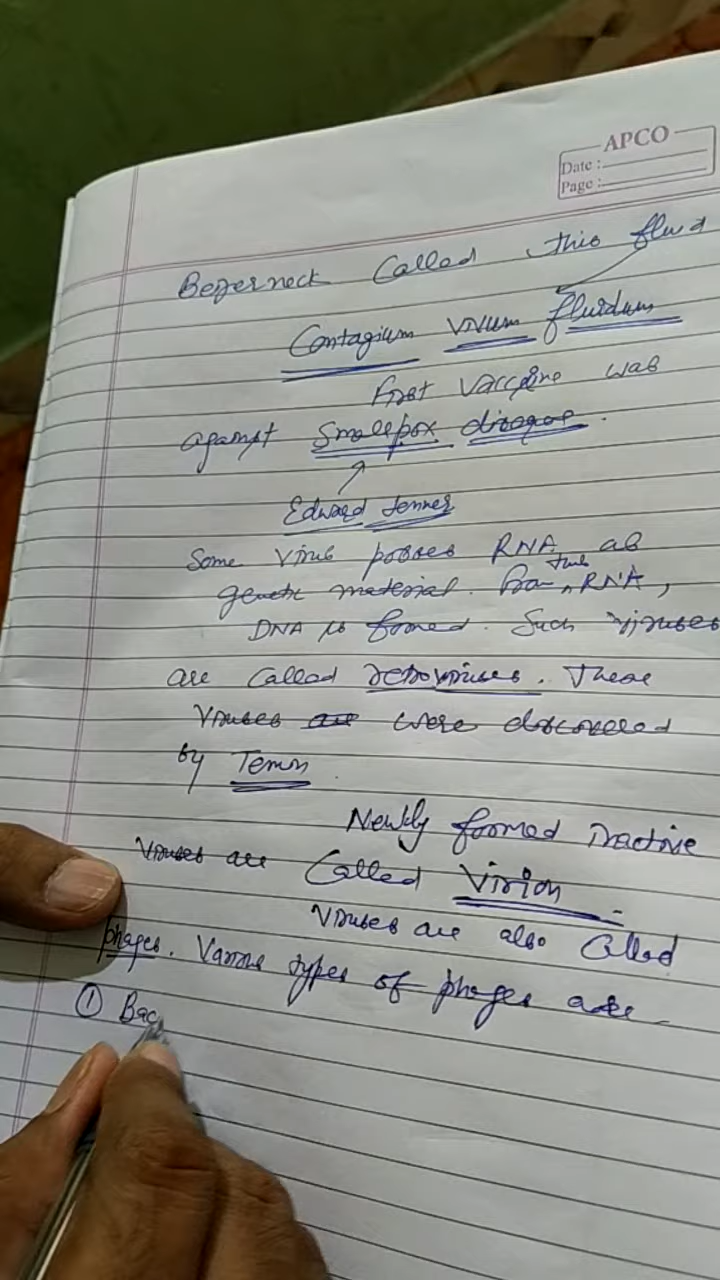 APCO
Date :
Page :
Bejerneck Called this fluid
Contagium vivum fluidum
First vaccine was
against Smallpox disease.
Edward Jenner
Some virus posses RNA as
genetic material. From this RNA,
DNA is formed. Such viruses
are called retroviruses. These
Viruses are were discovered
by Temin
Newly formed Inactive
Viruses are Called Virion
Viruses are also Called
phages. Various types of phages are
① Bac